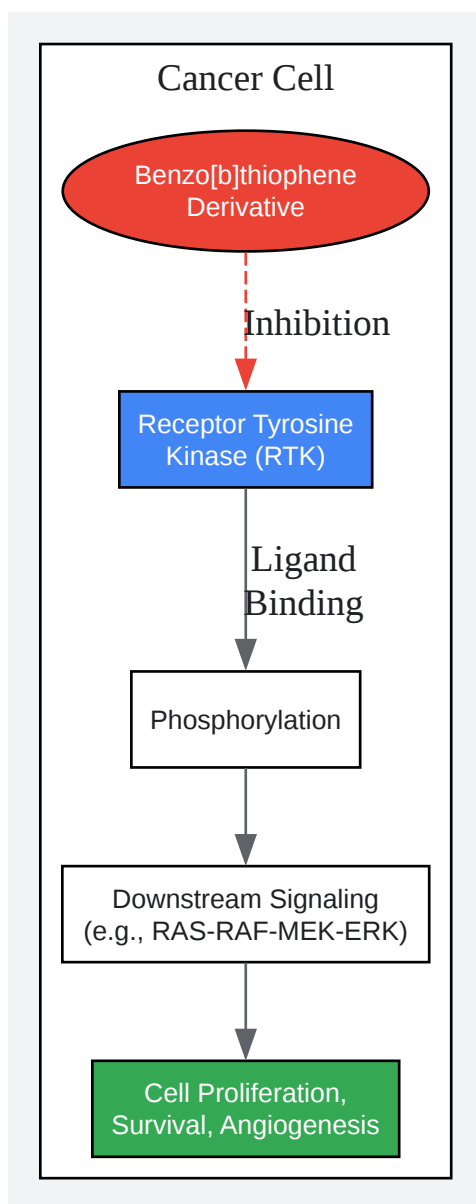 Cancer Cell
Benzo[b]thiophene
Derivative
Inhibition
Receptor Tyrosine
Kinase (RTK)
Ligand
Binding
Phosphorylation
Downstream Signaling
(e.g., RAS-RAF-MEK-ERK)
Cell Proliferation,
Survival, Angiogenesis